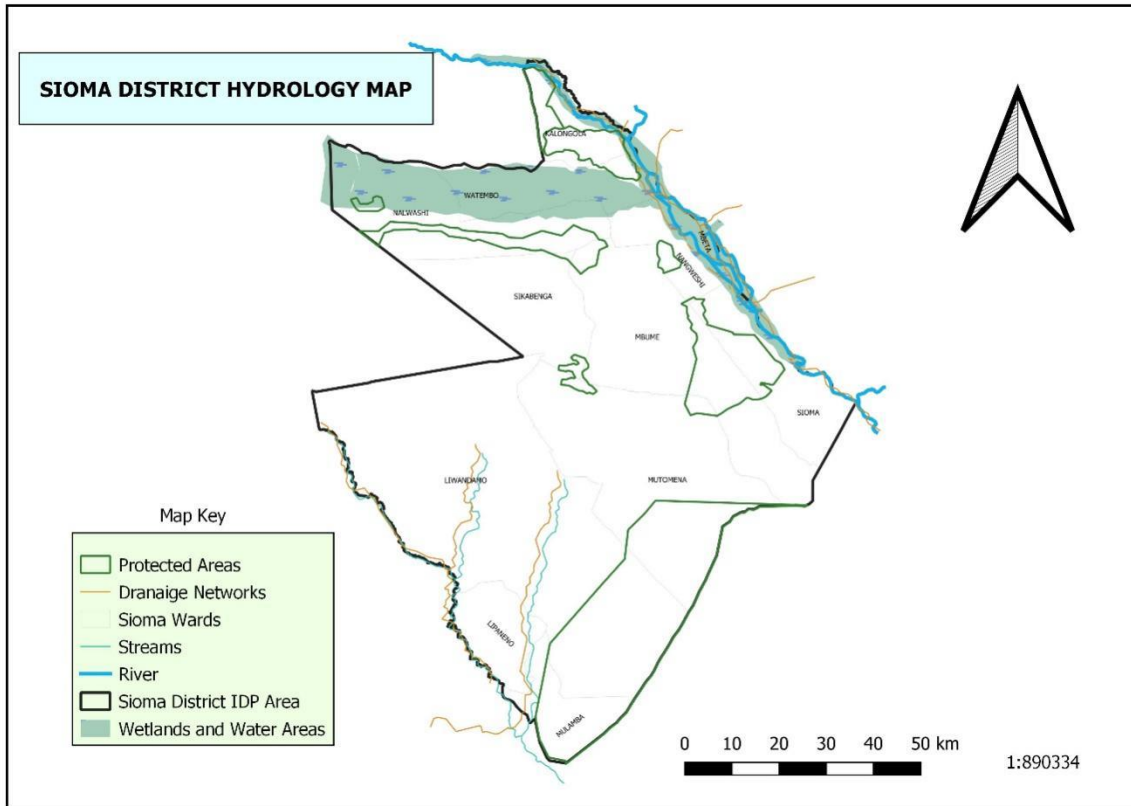 SIOMA DISTRICT HYDROLOGY MAP
KALONGOLA
WATEMBO
NALWASHI
MBETA
NANGWESHI
SIKABENGA
MBUME
SIOMA
LIWANDAMO
MUTOMENA
LIPANENO
MULAMBA
Map Key
Protected Areas
Dranaige Networks
Sioma Wards
Streams
River
Sioma District IDP Area
Wetlands and Water Areas
0 10 20 30 40 50 km
1:890334